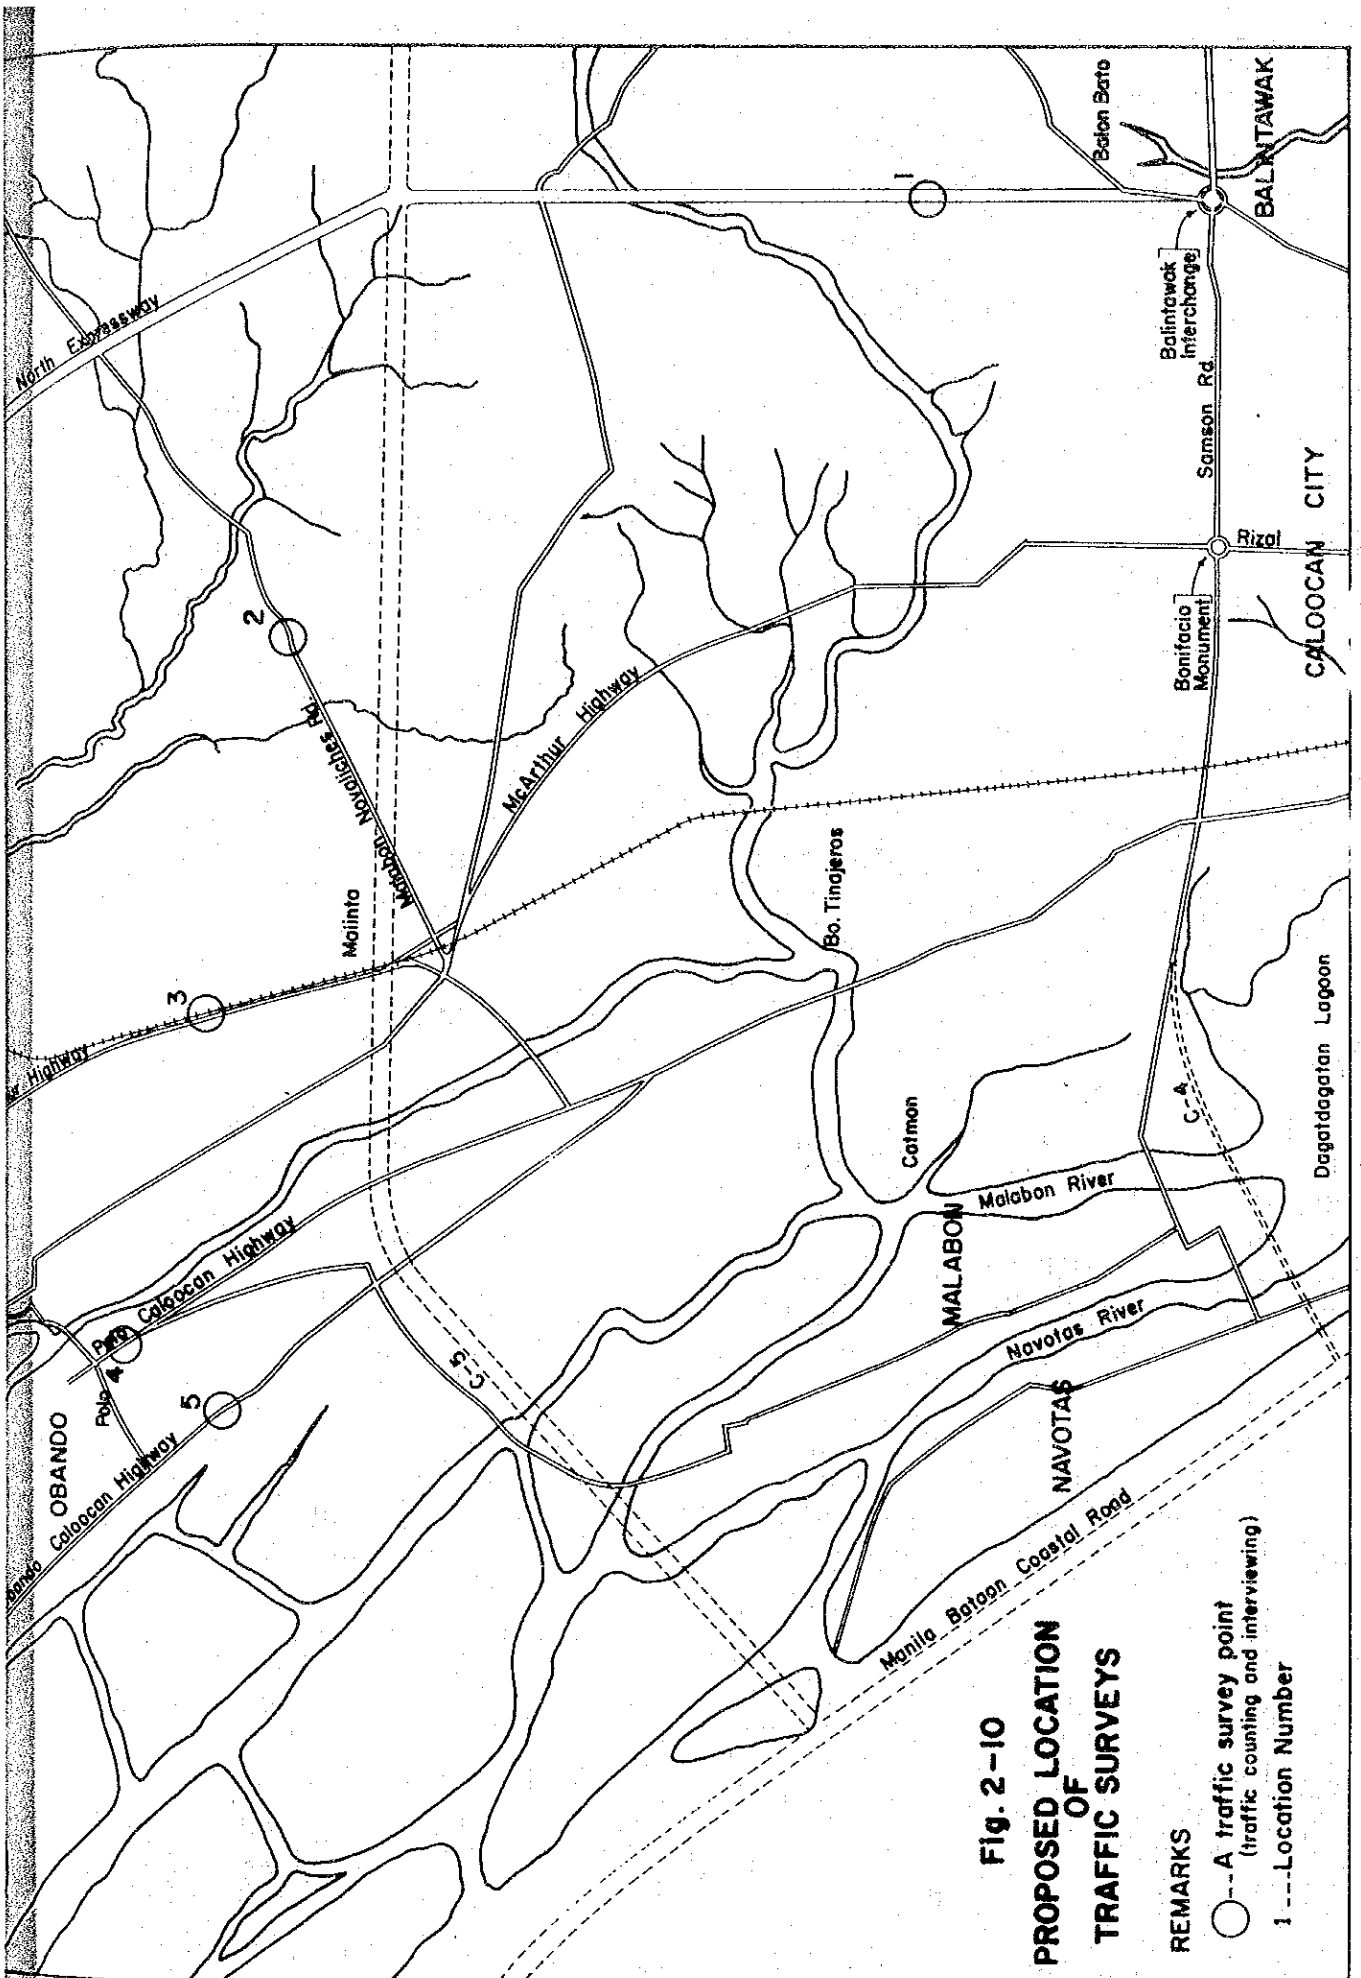 OBANDO
Polo
4
Polo Caloocan Highway
5
Caloocan Highway
Highway
3
Malinta
Malabon Novaliches Rd.
2
North Expressway
McArthur Highway
1
Balon Bato
BALINTAWAK
Balintawak
Interchange
Samson Rd
Rizal
Bonifacio
Monument
CALOOCAN CITY
Bo. Tinajeros
Catmon
Malabon River
MALABON
Navotas River
NAVOTAS
C-5
C-4
Dagatdagatan Lagoon
Manila Bataan Coastal Road
Fig. 2-10
PROPOSED LOCATION
OF
TRAFFIC SURVEYS
REMARKS
○--A traffic survey point
(traffic counting and interviewing)
1---Location Number